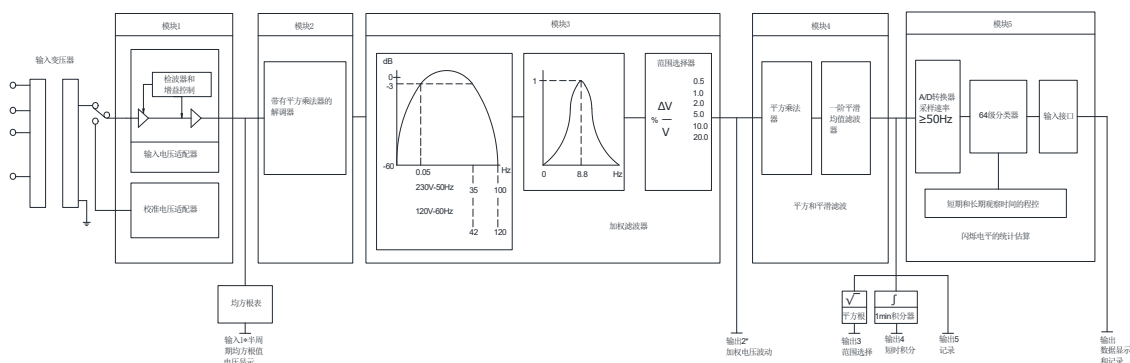 模块1
模块2
模块3
模块4
模块5
输入变压器
检波器和
增益控制
输入电压适配器
校准电压适配器
带有平方乘法器的
解调器
dB
0
-3
-60
0.05
Hz
230V-50Hz
35
100
120V-60Hz
42
120
1
0
8.8
Hz
范围选择器
0.5
1.0
2.0
5.0
10.0
20.0
%
ΔV
V
加权滤波器
平方乘法
器
一阶平滑
均值滤波
器
平方和平滑滤波
A/D转换器
采样速率
≥50Hz
64级分类器
输入接口
短期和长期观察时间的程控
闪烁电平的统计估算
均方根表
√
平方根
∫
1min积分器
输入1*半周
期均方根值
电压显示
输出2*
加权电压波动
输出3
范围选择
输出4
短时积分
输出5
记录
输出
数据显示
和记录